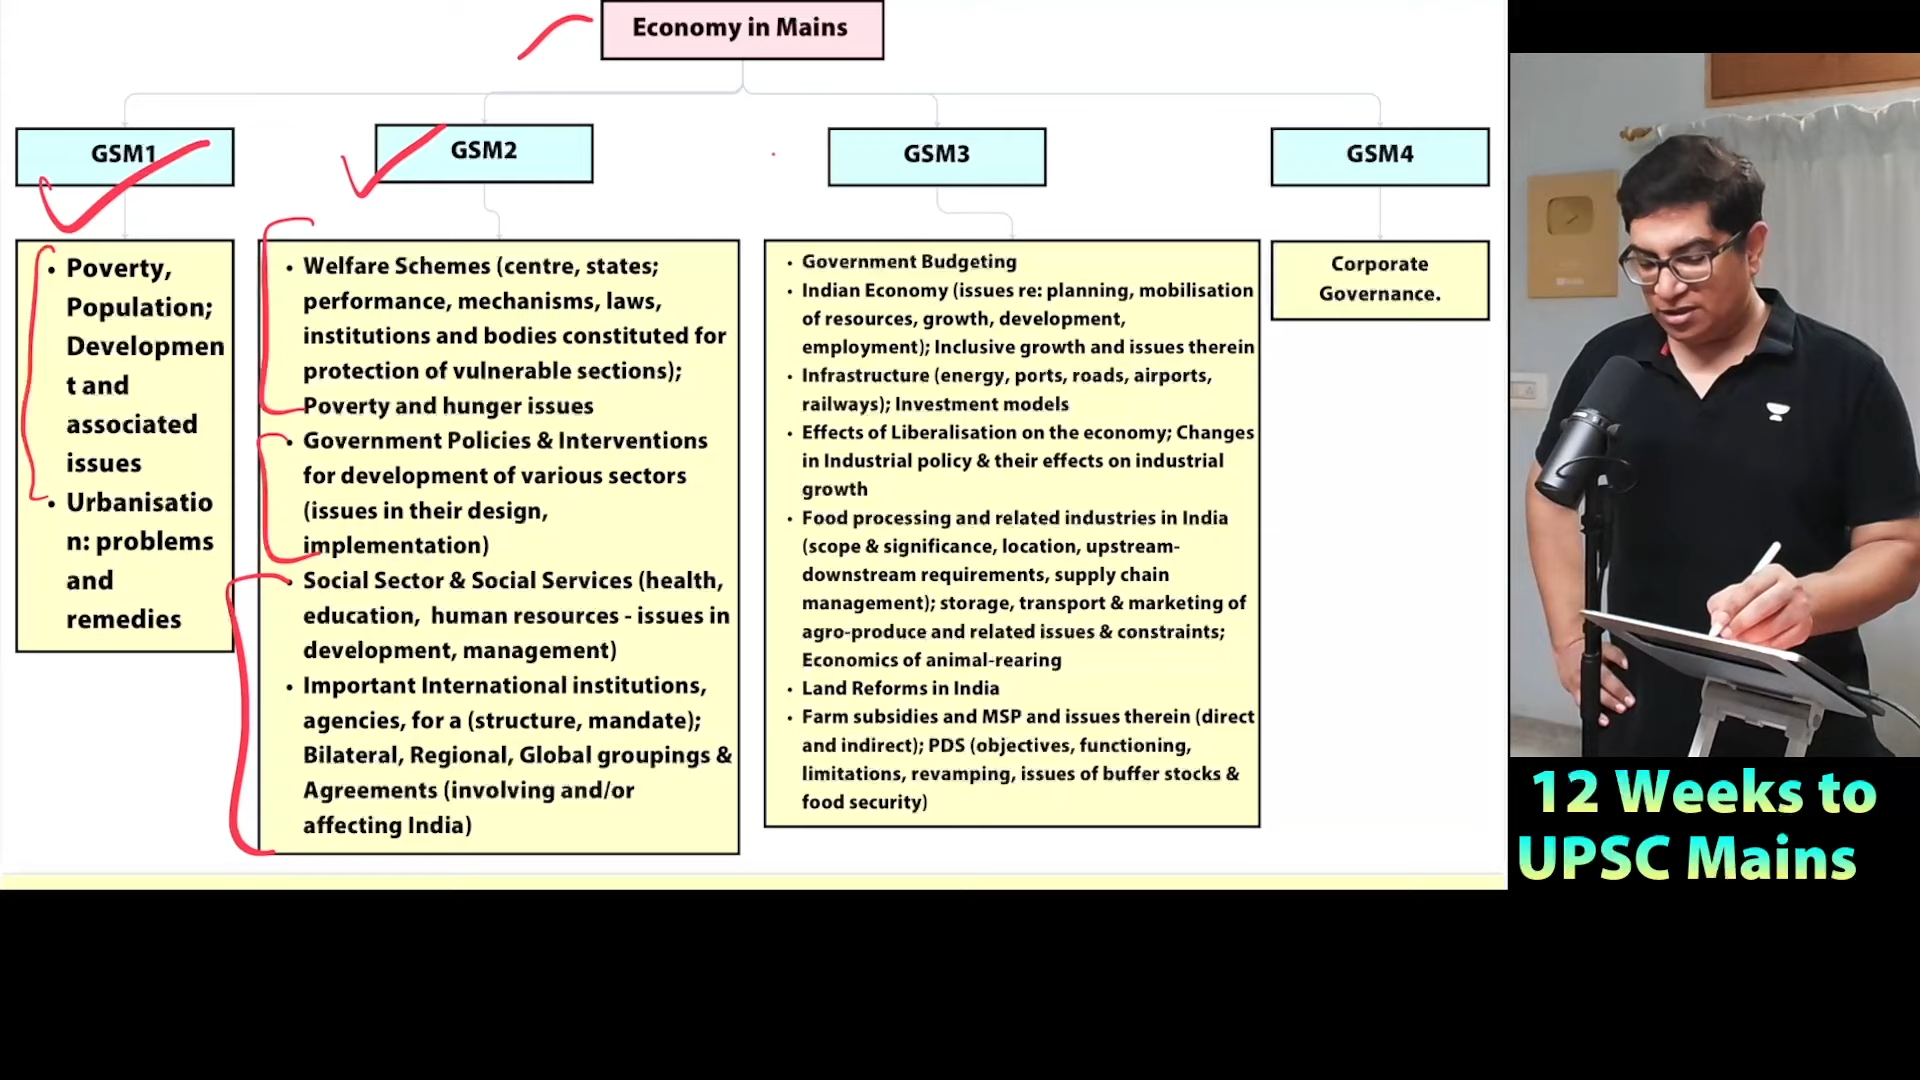 Economy in Mains
GSM1
GSM2
GSM3
GSM4
• Poverty,
Population;
Developmen
t and
associated
issues
• Urbanisatio
n: problems
and
remedies
• Welfare Schemes (centre, states;
performance, mechanisms, laws,
institutions and bodies constituted for
protection of vulnerable sections);
Poverty and hunger issues
• Government Policies & Interventions
for development of various sectors
(issues in their design,
implementation)
• Social Sector & Social Services (health,
education, human resources - issues in
development, management)
• Important International institutions,
agencies, for a (structure, mandate);
Bilateral, Regional, Global groupings &
Agreements (involving and/or
affecting India)
• Government Budgeting
• Indian Economy (issues re: planning, mobilisation
of resources, growth, development,
employment); Inclusive growth and issues therein
• Infrastructure (energy, ports, roads, airports,
railways); Investment models
• Effects of Liberalisation on the economy; Changes
in Industrial policy & their effects on industrial
growth
• Food processing and related industries in India
(scope & significance, location, upstream-
downstream requirements, supply chain
management); storage, transport & marketing of
agro-produce and related issues & constraints;
Economics of animal-rearing
• Land Reforms in India
• Farm subsidies and MSP and issues therein (direct
and indirect); PDS (objectives, functioning,
limitations, revamping, issues of buffer stocks &
food security)
Corporate
Governance.
12 Weeks to
UPSC Mains